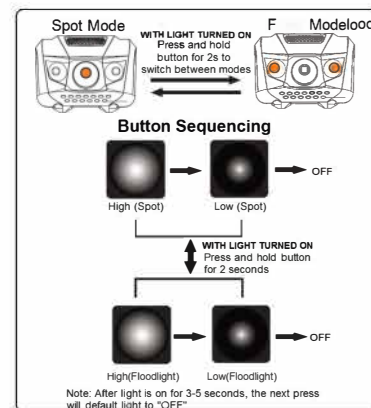 Spot Mode
F Modelood
WITH LIGHT TURNED ON
Press and hold
button for 2s to
switch between modes
Button Sequencing
OFF
High (Spot) Low (Spot)
WITH LIGHT TURNED ON
Press and hold button
for 2 seconds
OFF
High(Floodlight) Low(Floodlight)
Note: After light is on for 3-5 seconds, the next press
will default light to "OFF"